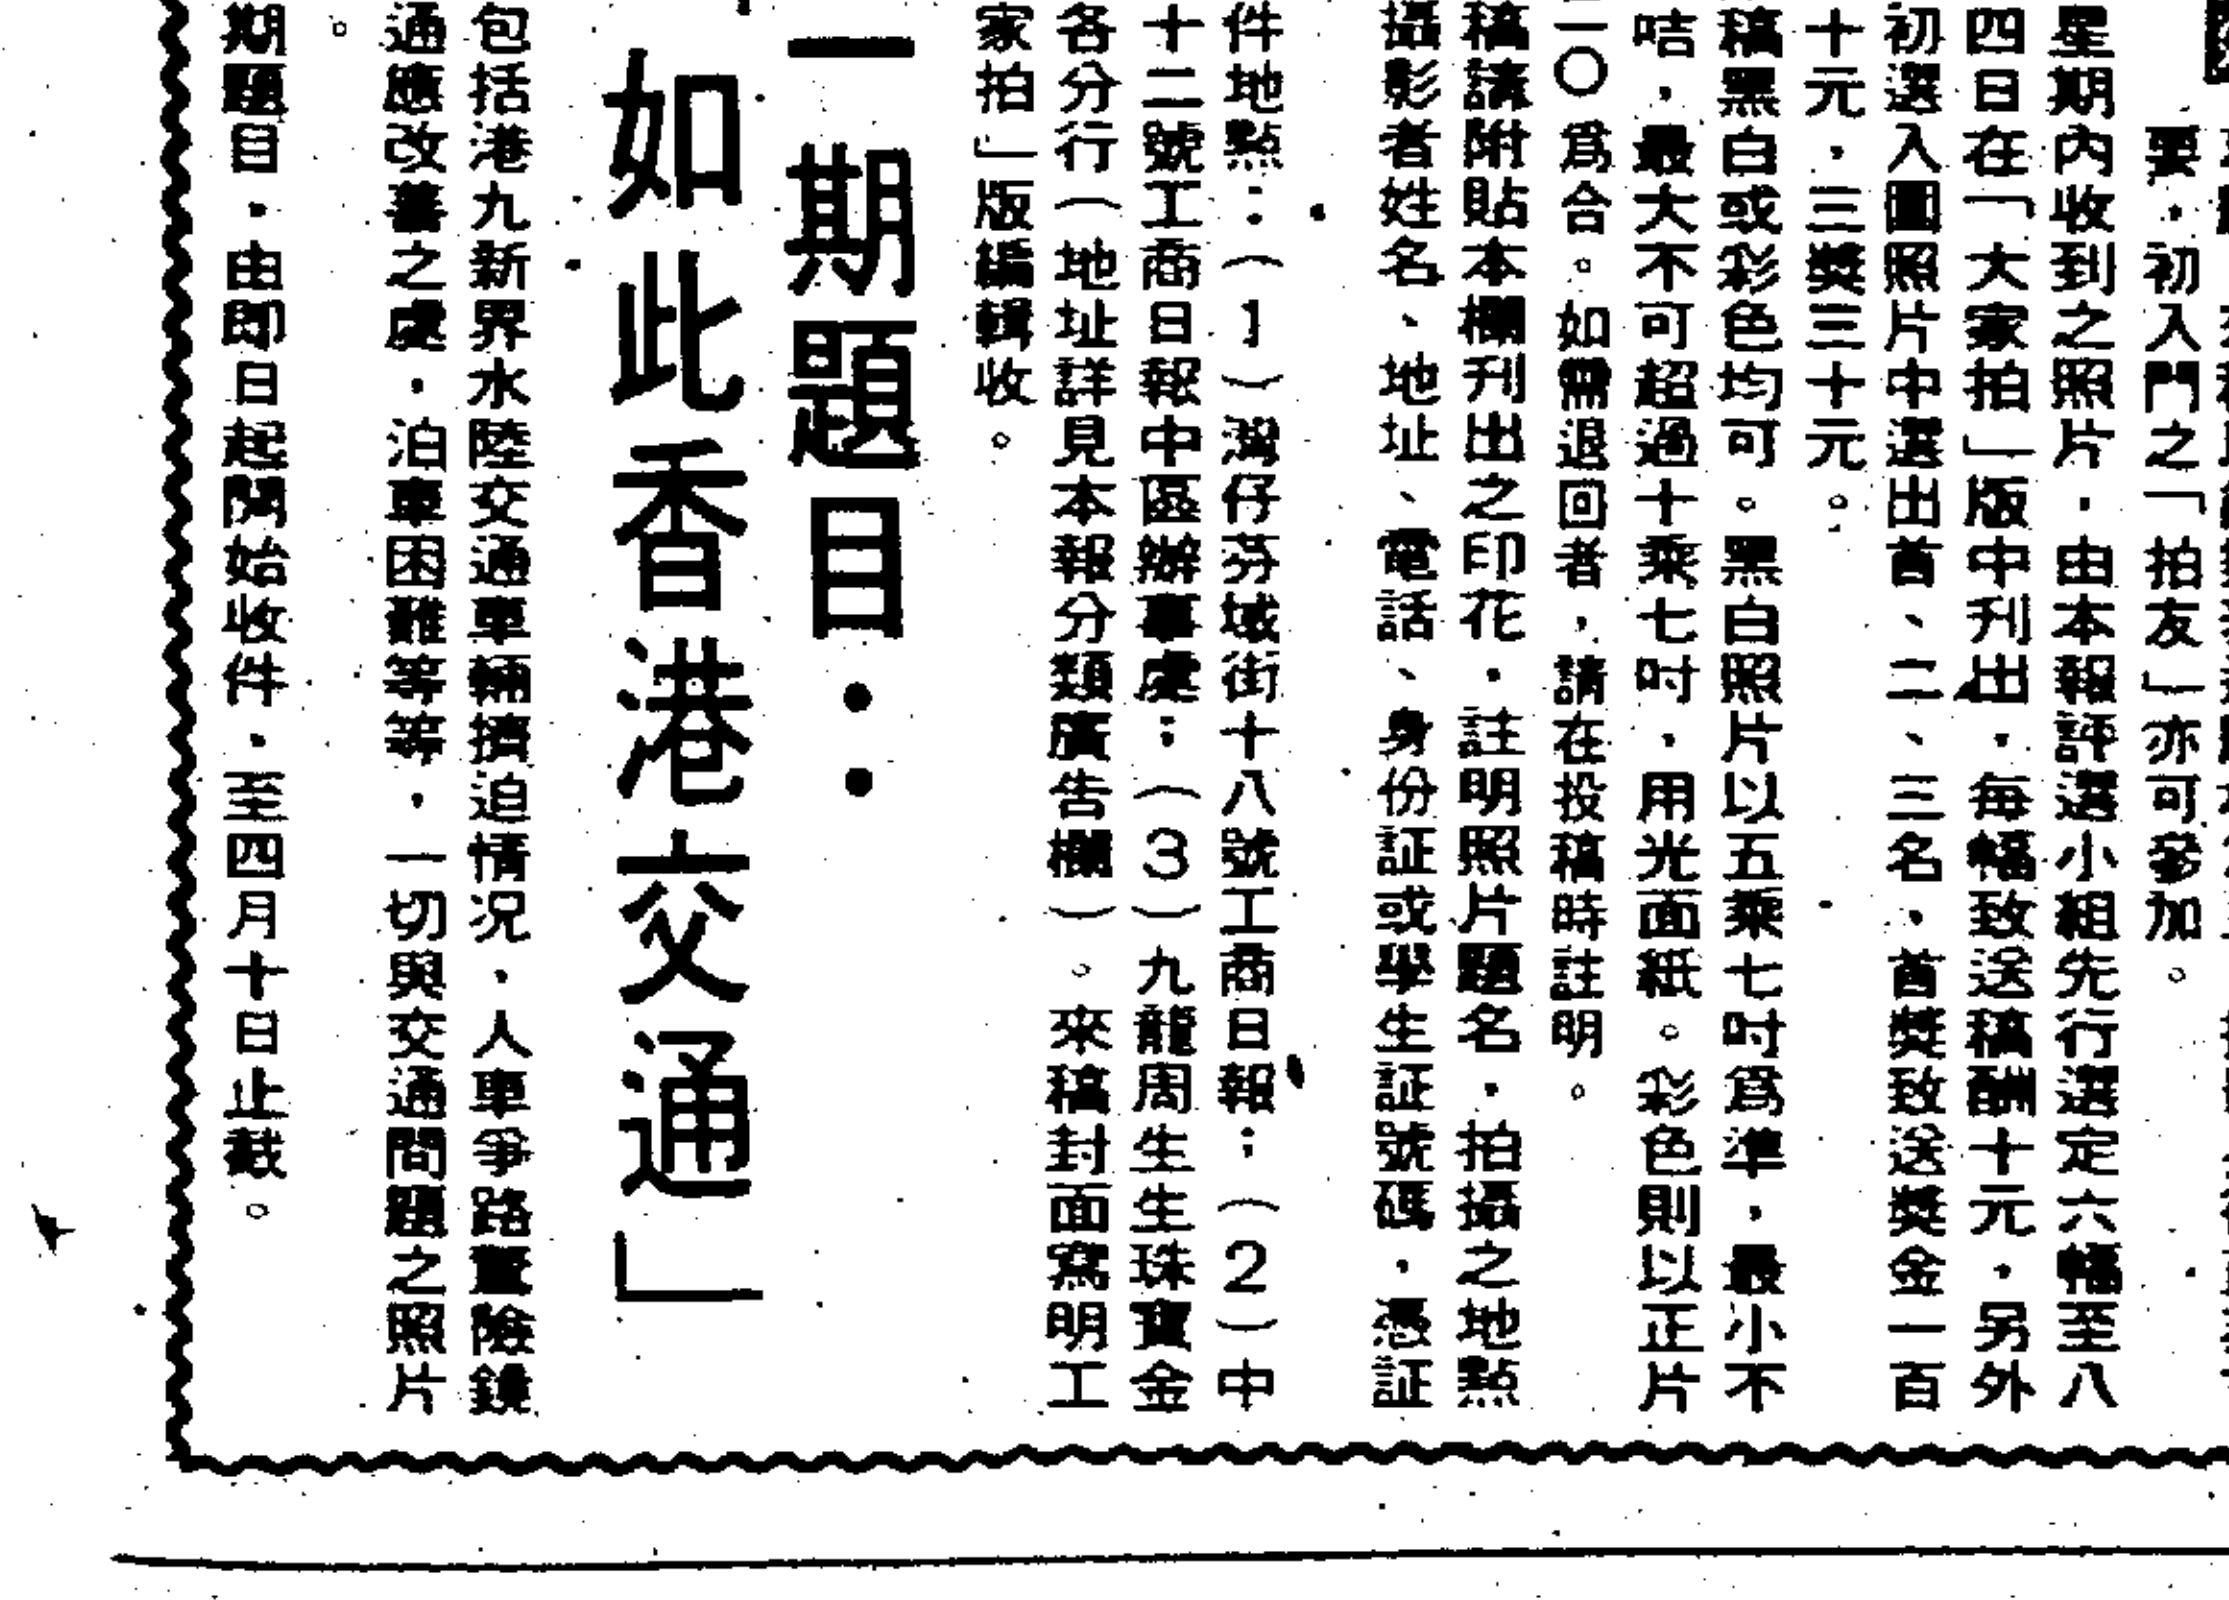 要，初入門之「拍友」亦可參加。
星期內收到之照片，由本報評選小組先行選定六幅至八
四日在「大家拍」版中刊出，每幅致送稿酬十元，另外
初選入圍照片中選出首、二、三名，首獎致送獎金一百
十元，三獎三十元。
稿黑白或彩色均可。黑白照片以五乘七吋爲準，最小不
咭，最大不可超過十乘七吋，用光面紙。彩色則以正片
二〇爲合。如需退回者，請在投稿時註明。
稿請附貼本欄刋出之印花，註明照片題名，拍攝之地點
攝影者姓名、地址、電話、身份証或學生証號碼，憑証
件地點：（1）灣仔芬域街十八號工商日報；（2）中
十二號工商日報中區辦事處；（3）九龍周生生珠寶金
各分行（地址詳見本報分類廣告欄）。來稿封面寫明工
家拍」版編輯收。
一期題目：
如此香港交通」
包括港九新界水陸交通車輛擠迫情況，人車爭路驚險鏡
通應改善之處，泊車困難等等，一切與交通問題之照片
。
期題目，由即日起開始收件，至四月十日止截。